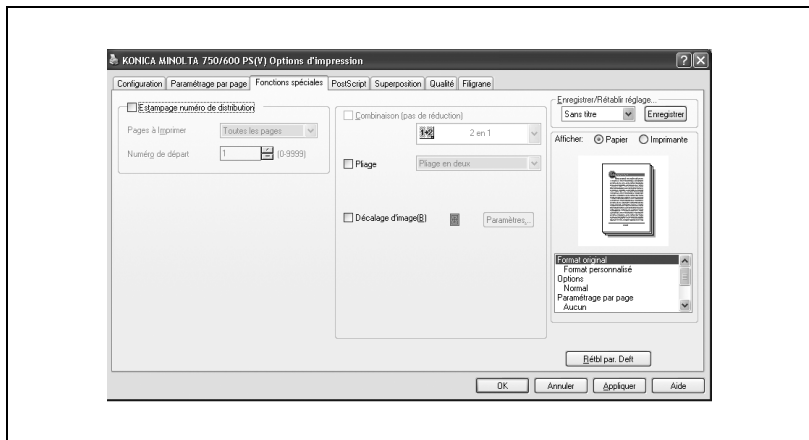 KONICA MINOLTA 750/600 PS(V) Options d'impression
Configuration Paramétrage par page Fonctions spéciales PostScript Superposition Qualité Filigrane
Estampage numéro de distribution
Pages à Imprimer Toutes les pages
Numéro de départ 1 (0-9999)
Combinaison (pas de réduction)
2 en 1
Pliage Pliage en deux
Décalage d'image(B) Paramètres...
Enregistrer/Rétablir réglage...
Sans titre Enregistrer
Afficher: Papier Imprimante
Format original
Format personnalisé
Options
Normal
Paramétrage par page
Aucun
Rétbl par. Deft
OK Annuler Appliquer Aide